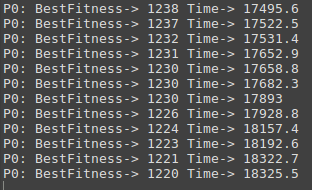 P0: BestFitness-> 1238 Time-> 17495.6
P0: BestFitness-> 1237 Time-> 17522.5
P0: BestFitness-> 1232 Time-> 17531.4
P0: BestFitness-> 1231 Time-> 17652.9
P0: BestFitness-> 1230 Time-> 17658.8
P0: BestFitness-> 1230 Time-> 17682.3
P0: BestFitness-> 1230 Time-> 17893
P0: BestFitness-> 1226 Time-> 17928.8
P0: BestFitness-> 1224 Time-> 18157.4
P0: BestFitness-> 1223 Time-> 18192.6
P0: BestFitness-> 1221 Time-> 18322.7
P0: BestFitness-> 1220 Time-> 18325.5